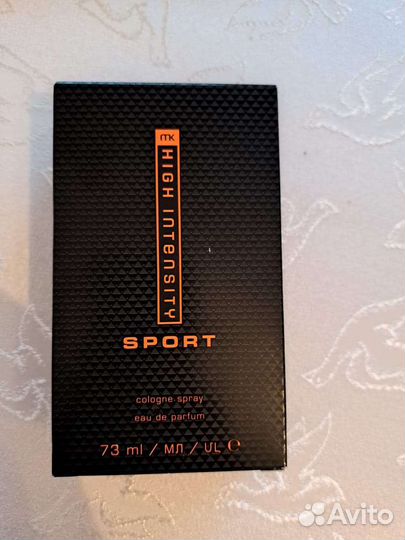 mK
HIGH INTENSITY
SPORT
cologne spray
eau de parfum
73 ml / МЛ / UL ℮
Avito